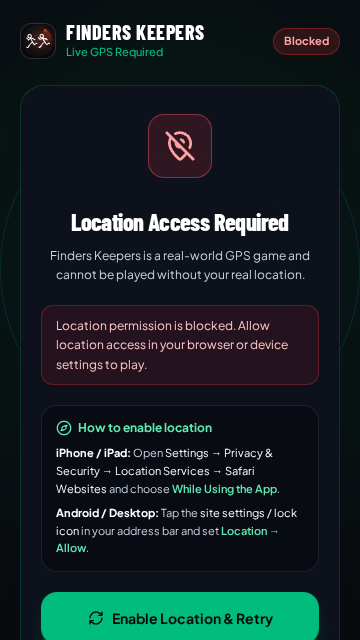 FINDERS KEEPERS
Live GPS Required
Blocked
Location Access Required
Finders Keepers is a real-world GPS game and
cannot be played without your real location.
Location permission is blocked. Allow
location access in your browser or device
settings to play.
How to enable location
iPhone / iPad: Open Settings → Privacy &
Security → Location Services → Safari
Websites and choose While Using the App.
Android / Desktop: Tap the site settings / lock
icon in your address bar and set Location →
Allow.
Enable Location & Retry